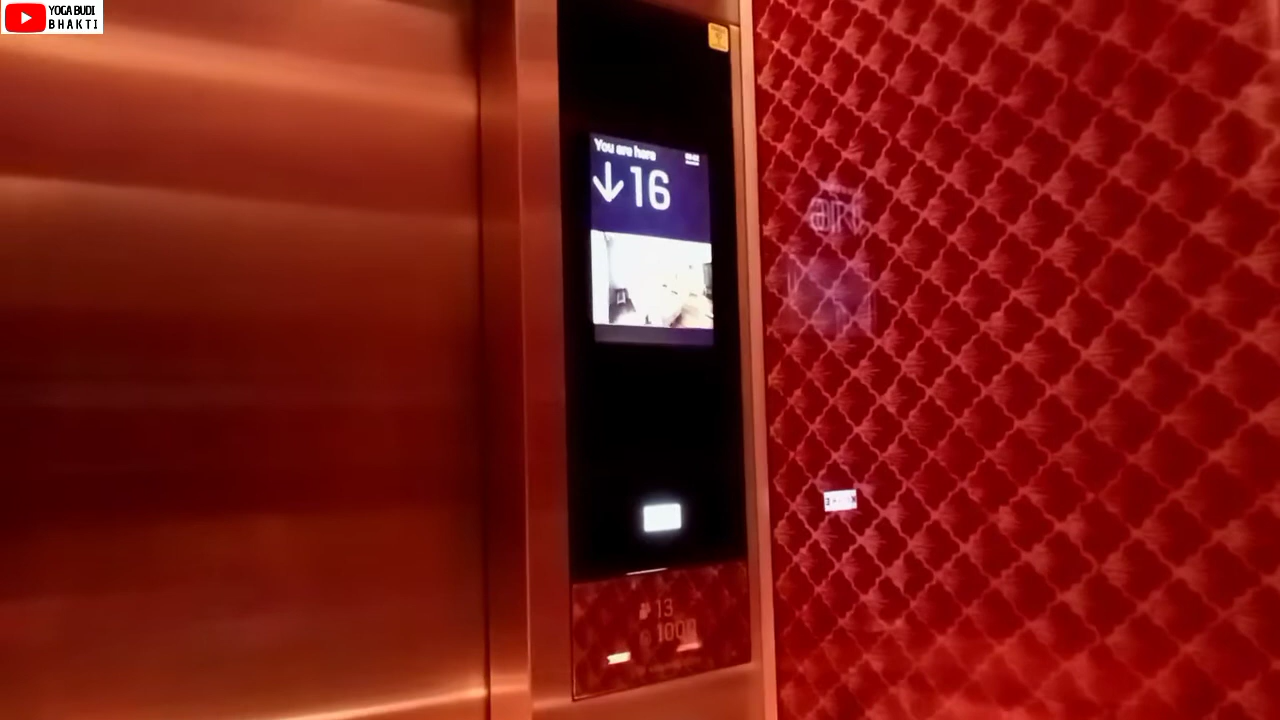 YOGA BUDI
BHAKTI
You are here
↓16
13
1000